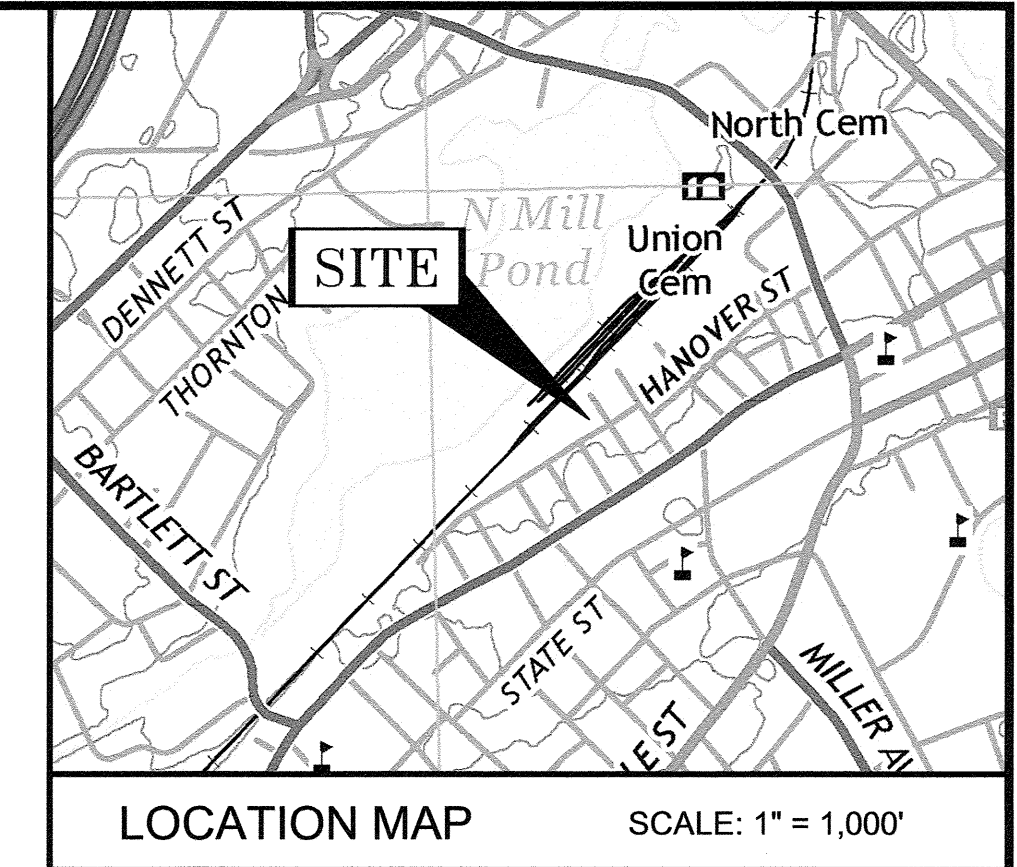 North Cem
N Mill
Pond
Union
Cem
DENNETT ST
SITE
THORNTON
HANOVER ST
BARTLETT ST
STATE ST
MILLER
LE ST
LOCATION MAP
SCALE: 1" = 1,000'